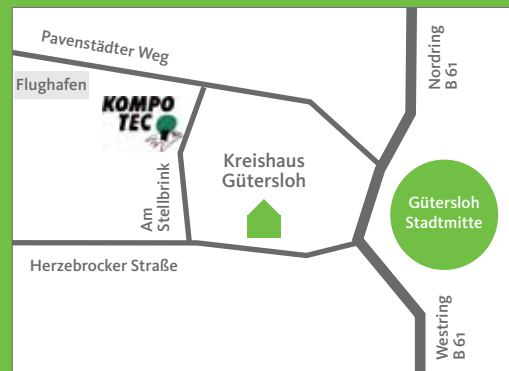 Pavenstädter Weg
Nordring
B 61
Flughafen
KOMPO
TEC
Kreishaus
Gütersloh
Am
Stellbrink
Gütersloh
Stadtmitte
Herzebrocker Straße
Westring
B 61